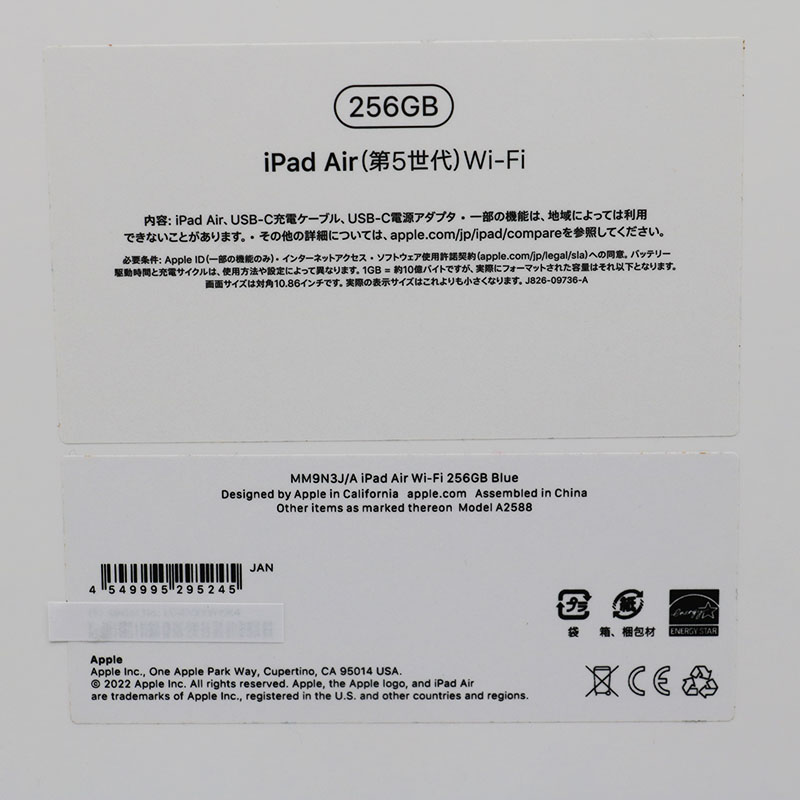 256GB
iPad Air(第5世代)Wi-Fi
内容: iPad Air、USB-C充電ケーブル、USB-C電源アダプタ・一部の機能は、地域によっては利用
できないことがあります。・その他の詳細については、apple.com/jp/ipad/compareを参照してください。
必要条件: Apple ID(一部の機能のみ)・インターネットアクセス・ソフトウェア使用許諾契約(apple.com/jp/legal/sla)への同意。バッテリー
駆動時間と充電サイクルは、使用方法や設定によって異なります。1GB = 約10億バイトですが、実際にフォーマットされた容量はそれ以下となります。
画面サイズは対角10.86インチです。実際の表示サイズはこれよりも小さくなります。J826-09736-A
MM9N3J/A iPad Air Wi-Fi 256GB Blue
Designed by Apple in California apple.com Assembled in China
Other items as marked thereon Model A2588
JAN
4 549995 295245
プラ
紙
energy
ENERGY STAR
袋
箱、梱包材
Apple
Apple Inc., One Apple Park Way, Cupertino, CA 95014 USA.
© 2022 Apple Inc. All rights reserved. Apple, the Apple logo, and iPad Air
are trademarks of Apple Inc., registered in the U.S. and other countries and regions.
CE